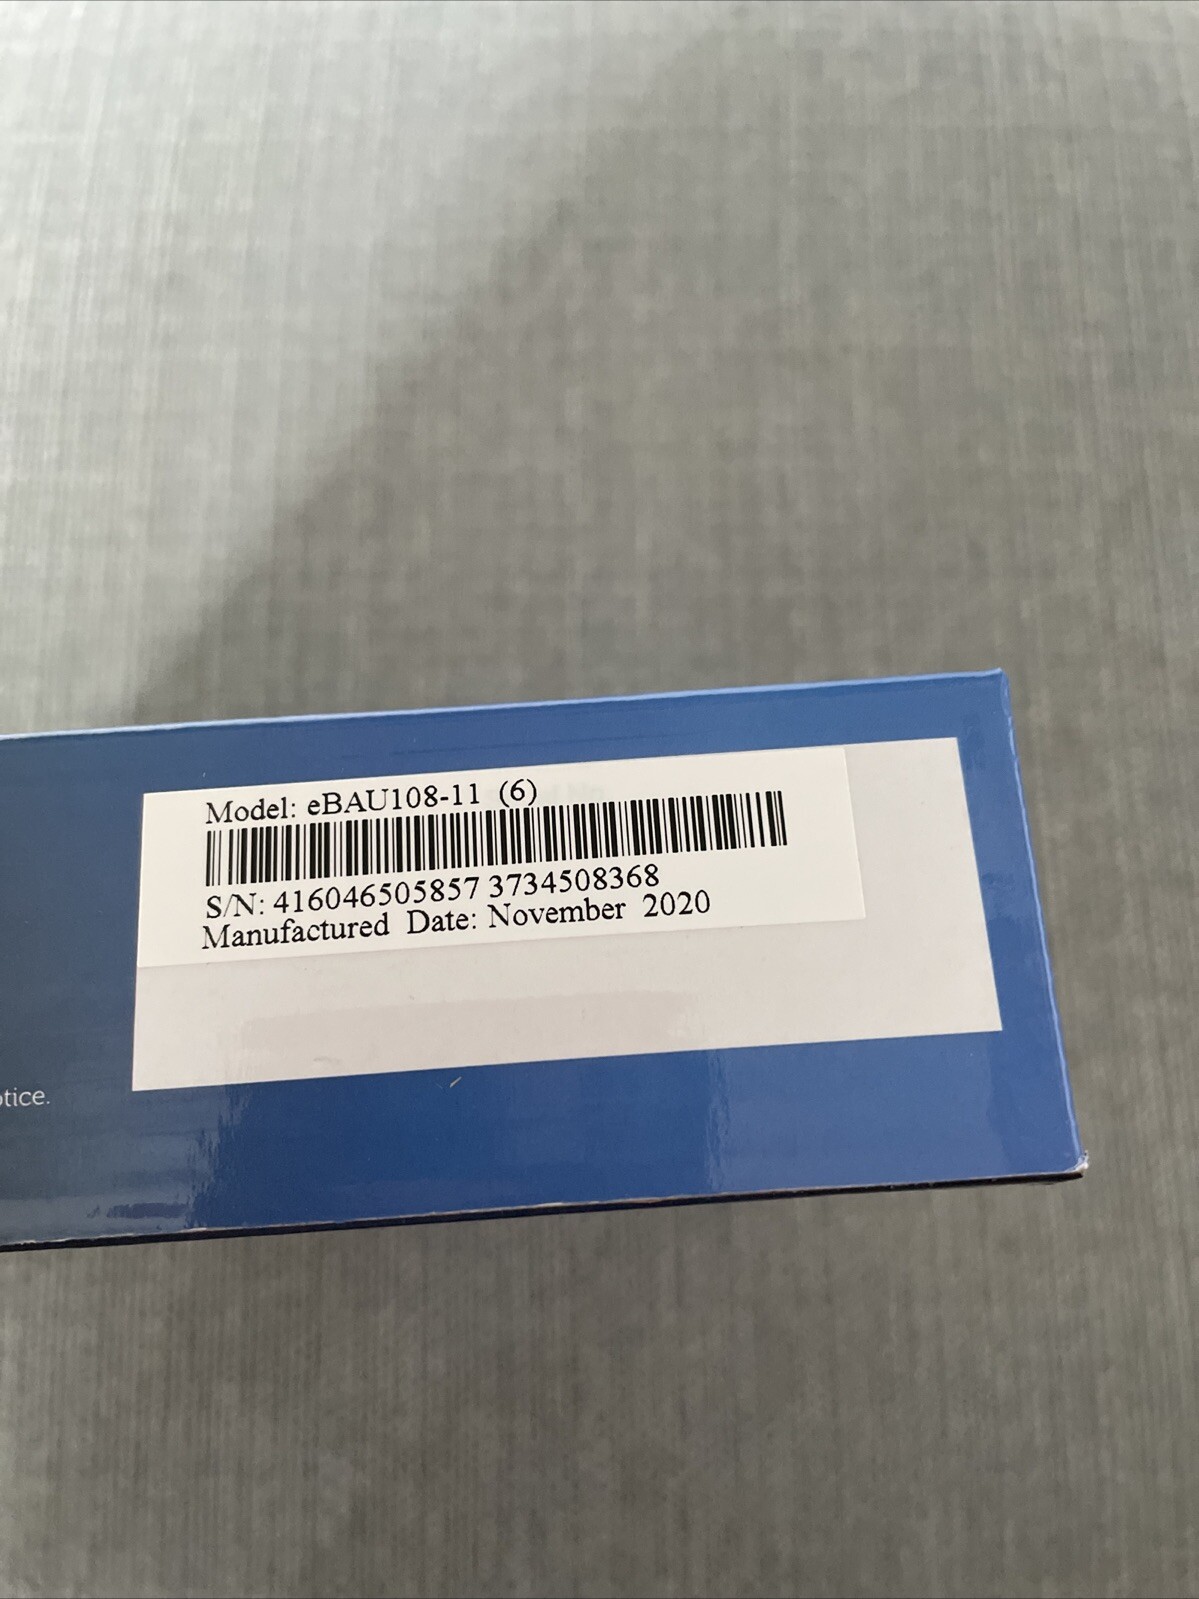 Model: eBAU108-11 (6)
S/N: 416046505857 3734508368
Manufactured Date: November 2020
otice.